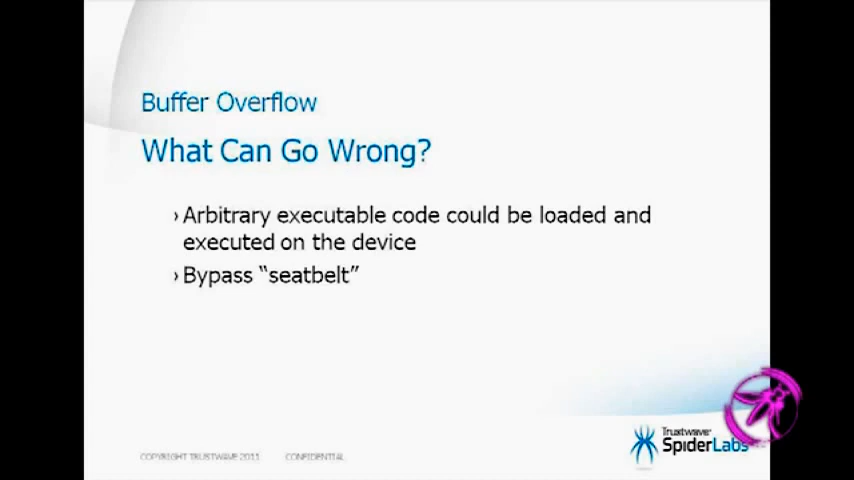 Buffer Overflow
What Can Go Wrong?
› Arbitrary executable code could be loaded and
executed on the device
› Bypass “seatbelt”
Trustwave®
SpiderLabs
COPYRIGHT TRUSTWAVE 2011 CONFIDENTIAL